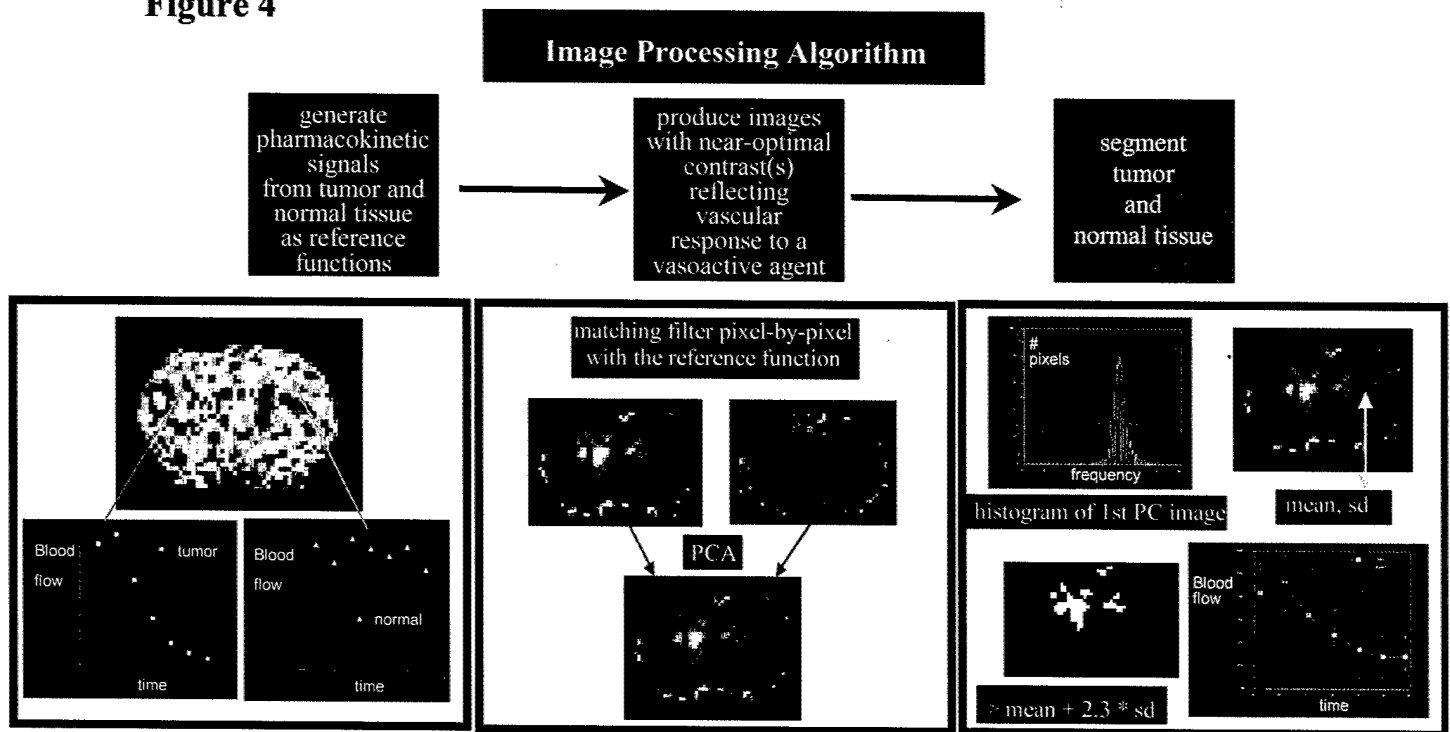 Figure 4
Image Processing Algorithm
generate
pharmacokinetic
signals
from tumor and
normal tissue
as reference
functions
produce images
with near-optimal
contrast(s)
reflecting
vascular
response to a
vasoactive agent
segment
tumor
and
normal tissue
Blood
flow
tumor
time
Blood
flow
normal
time
matching filter pixel-by-pixel
with the reference function
PCA
#
pixels
frequency
histogram of 1st PC image
mean, sd
> mean + 2.3 * sd
Blood
flow
time